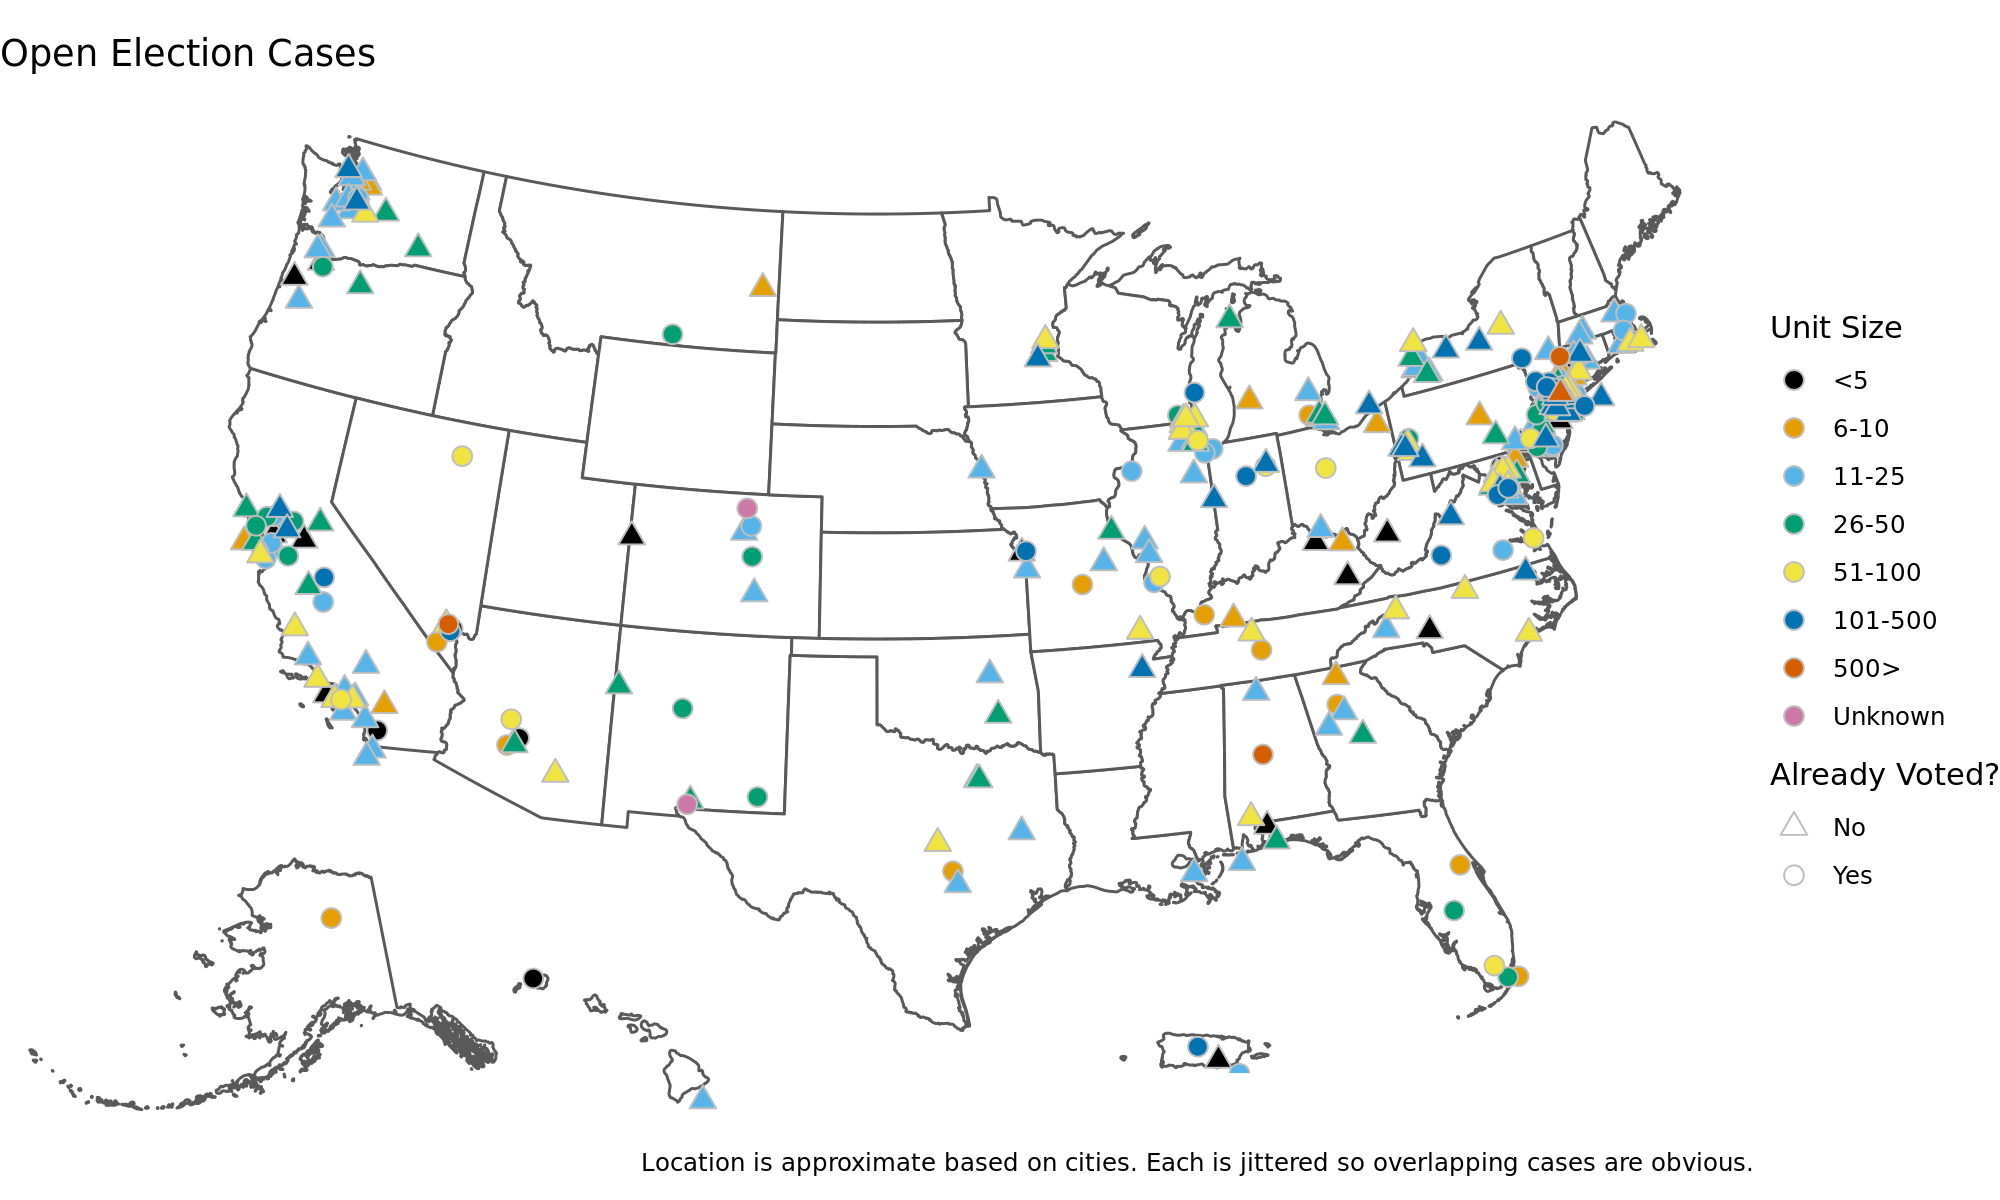 Open Election Cases
Unit Size
<5
6-10
11-25
26-50
51-100
101-500
500>
Unknown
Already Voted?
No
Yes
Location is approximate based on cities. Each is jittered so overlapping cases are obvious.